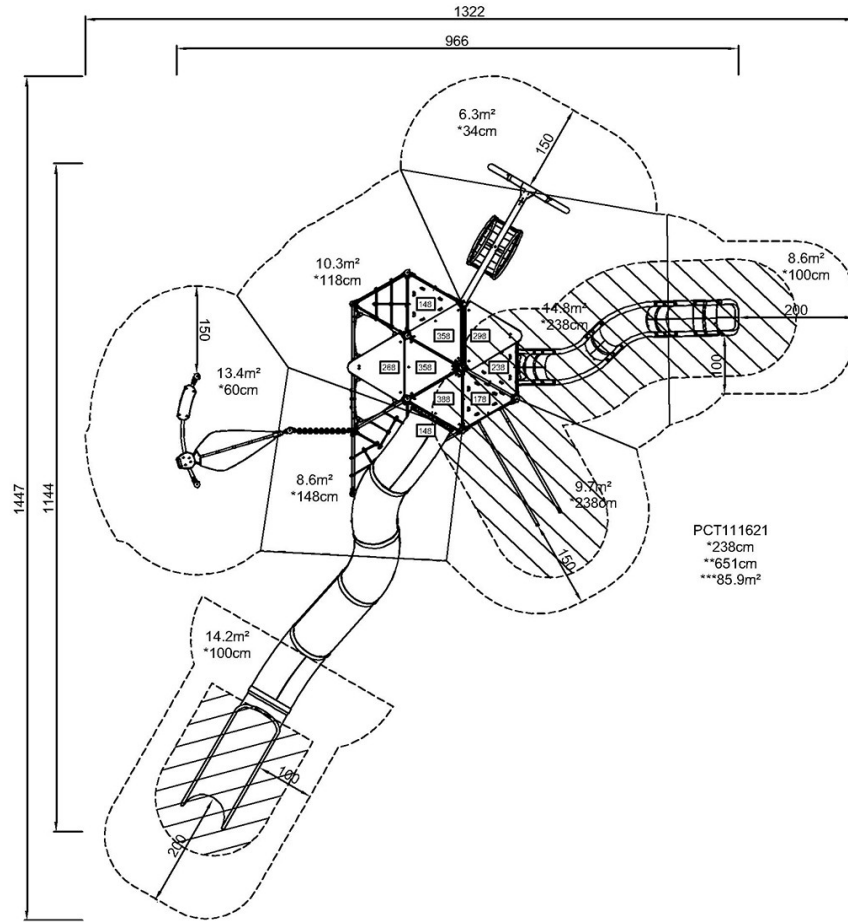 1322
966
6.3m²
*34cm
150
10.3m²
*118cm
8.6m²
*100cm
14.8m²
*238cm
200
148
358
298
150
13.4m²
*60cm
268
358
238
100
388
178
148
1447
1144
8.6m²
*148cm
9.7m²
*238cm
150
PCT111621
*238cm
**651cm
***85.9m²
14.2m²
*100cm
100
200